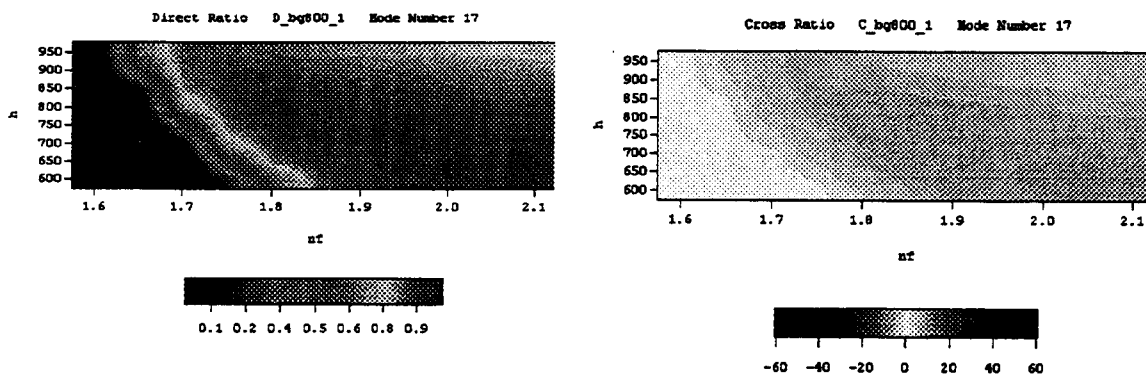 Direct Ratio D_bg800_1 Node Number 17
950
900
850
800
750
700
650
600
h
1.6 1.7 1.8 1.9 2.0 2.1
nf
0.1 0.2 0.4 0.5 0.6 0.8 0.9
Cross Ratio C_bg800_1 Node Number 17
950
900
850
800
750
700
650
600
h
1.6 1.7 1.8 1.9 2.0 2.1
nf
-60 -40 -20 0 20 40 60